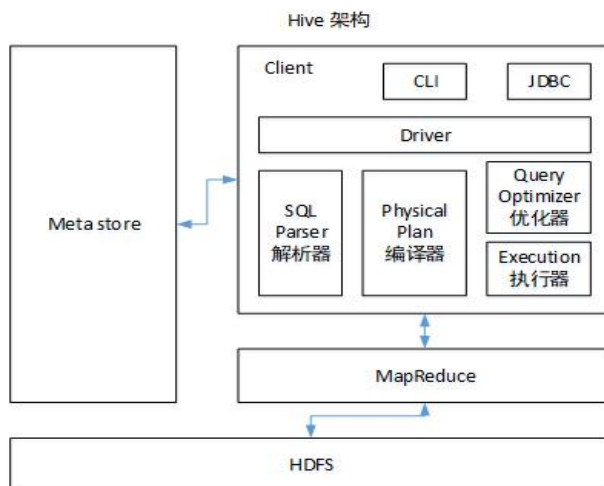 Hive 架构
Client
CLI
JDBC
Driver
Meta store
SQL
Parser
解析器
Physical
Plan
编译器
Query
Optimizer
优化器
Execution
执行器
MapReduce
HDFS